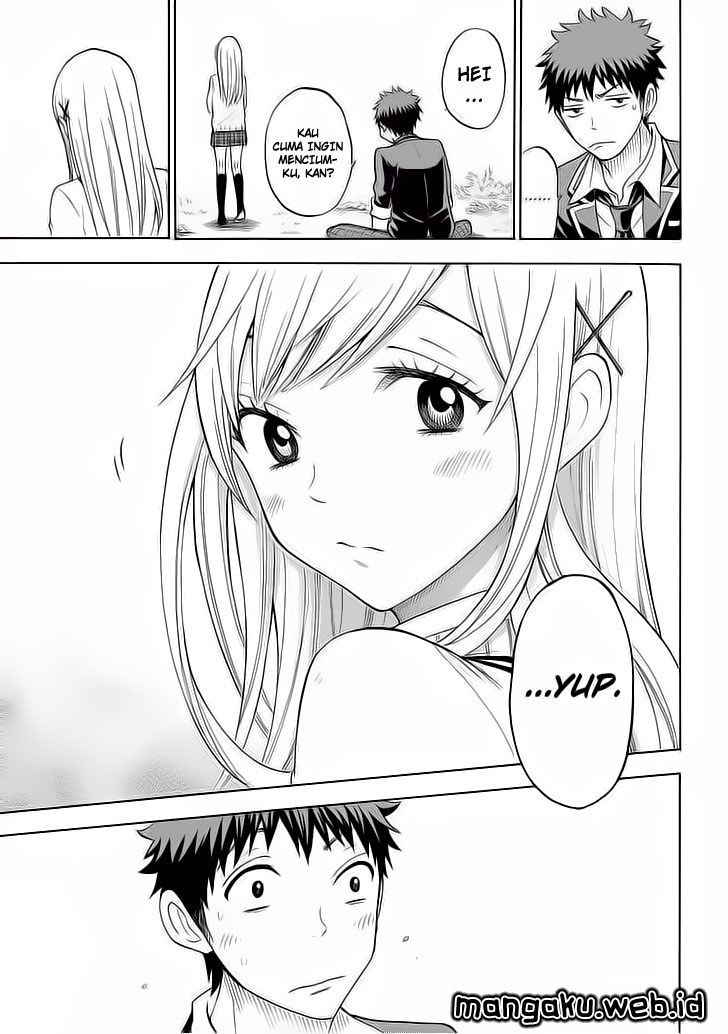 ........
HEI
...
KAU
CUMA INGIN
MENCIUM-
KU, KAN?
...YUP.
mangaku.web.id